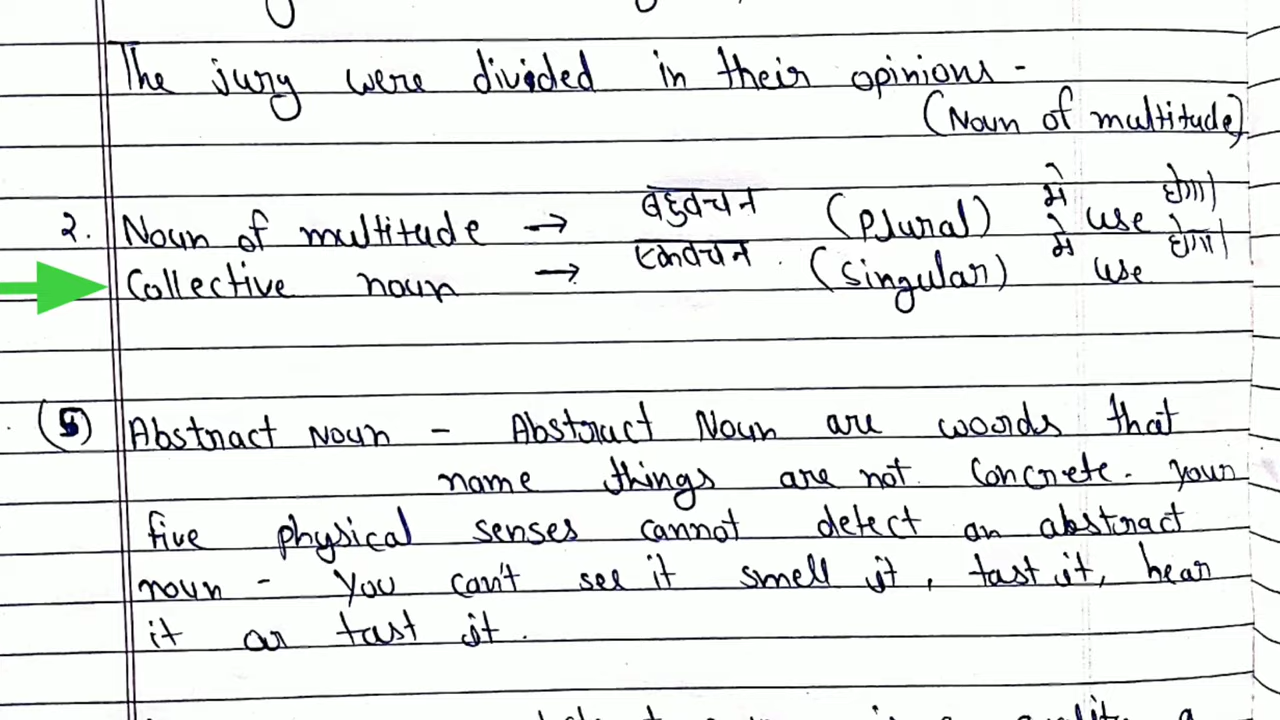 The jury were divided in their opinions -
(Noun of multitude)
2. Noun of multitude → बहुवचन (Plural) में use होगा
Collective noun → एकवचन. (Singular) में use होगा
(5) Abstract Noun - Abstract Noun are words that
name things are not concrete. your
five physical senses cannot detect an abstract
noun - You can't see it smell it, tast it, hear
it or tast it.